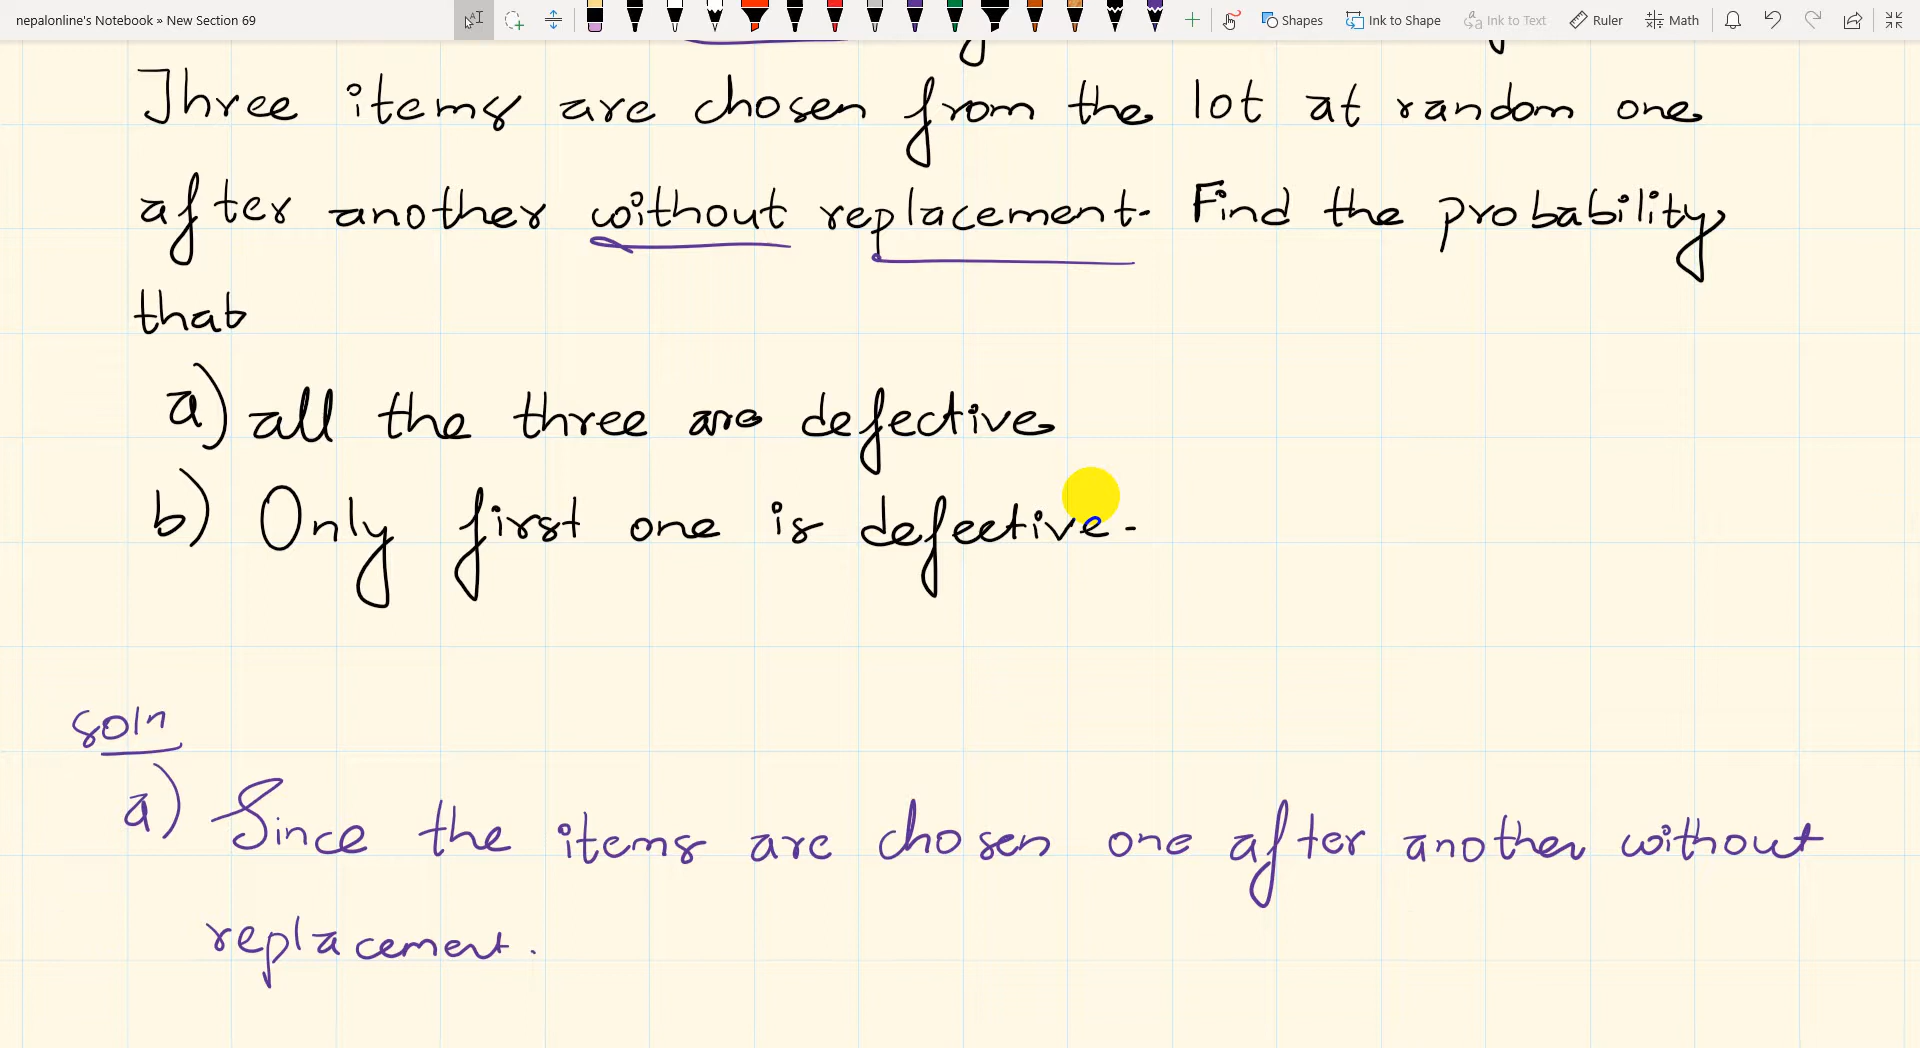 nepalonline's Notebook » New Section 69
Shapes Ink to Shape Ink to Text Ruler Math
Three items are chosen from the lot at random one
after another without replacement. Find the probability
that
a) all the three are defective
b) Only first one is defective.
soln
a) Since the items are chosen one after another without
replacement.